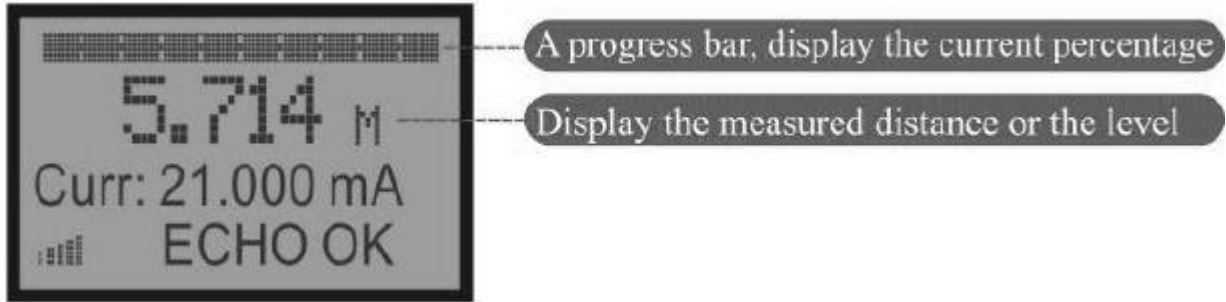 A progress bar, display the current percentage
5.714 M
Display the measured distance or the level
Curr: 21.000 mA
ECHO OK